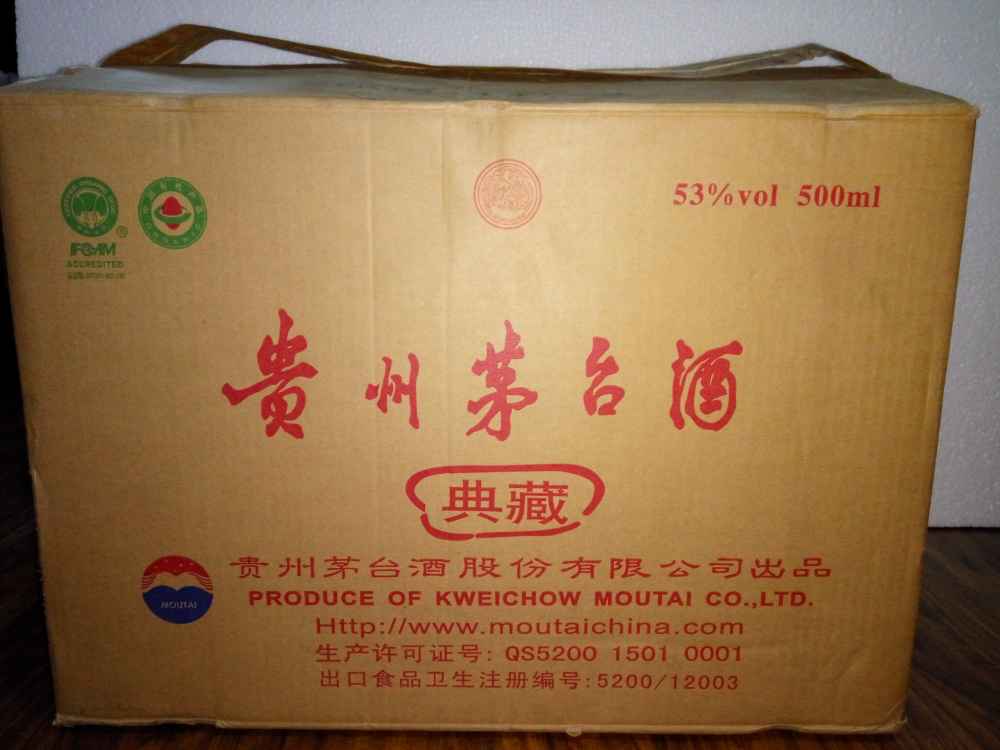 53%vol 500ml
IFOAM
ACCREDITED
贵州茅台酒
典藏
贵州茅台酒股份有限公司出品
MOUTAI
PRODUCE OF KWEICHOW MOUTAI CO.,LTD.
Http://www.moutaichina.com
生产许可证号: QS5200 1501 0001
出口食品卫生注册编号:5200/12003